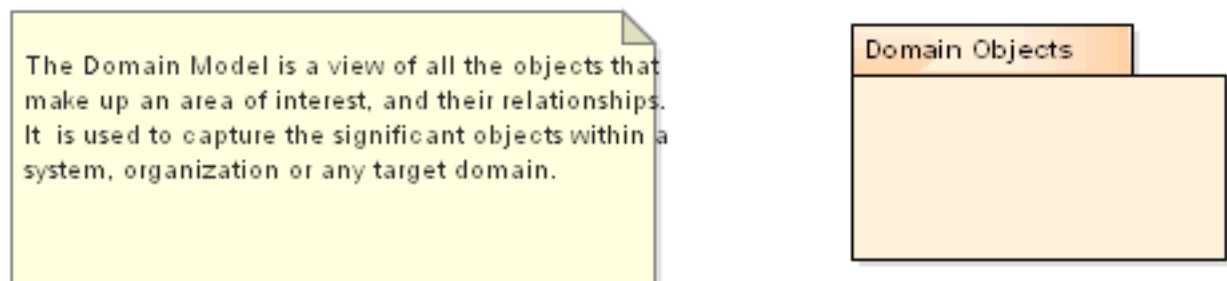 The Domain Model is a view of all the objects that
make up an area of interest, and their relationships.
It  is used to capture the significant objects within a
system, organization or any target domain.
Domain Objects